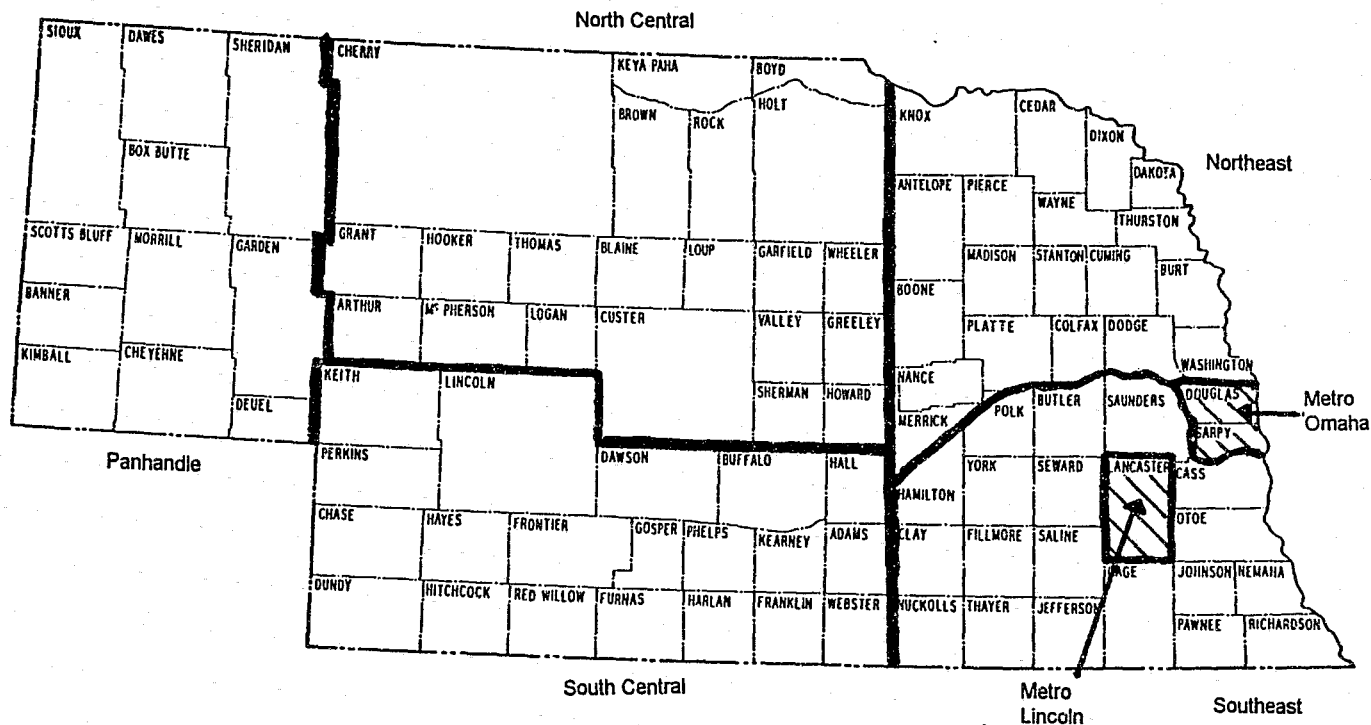 North Central
SIOUX
DAWES
SHERIDAN
CHERRY
KEYA PAHA
BOYD
BROWN
ROCK
HOLT
KNOX
CEDAR
DIXON
DAKOTA
Northeast
BOX BUTTE
ANTELOPE
PIERCE
WAYNE
THURSTON
SCOTTS BLUFF
MORRILL
GARDEN
GRANT
HOOKER
THOMAS
BLAINE
LOUP
GARFIELD
WHEELER
MADISON
STANTON
CUMING
BURT
BANNER
ARTHUR
Mc PHERSON
LOGAN
CUSTER
VALLEY
GREELEY
BOONE
PLATTE
COLFAX
DODGE
WASHINGTON
KIMBALL
CHEYENNE
DEUEL
KEITH
LINCOLN
SHERMAN
HOWARD
NANCE
MERRICK
POLK
BUTLER
SAUNDERS
DOUGLAS
SARPY
Metro
Omaha
Panhandle
PERKINS
DAWSON
BUFFALO
HALL
HAMILTON
YORK
SEWARD
LANCASTER
CASS
CHASE
HAYES
FRONTIER
GOSPER
PHELPS
KEARNEY
ADAMS
CLAY
FILLMORE
SALINE
OTOE
DUNDY
HITCHCOCK
RED WILLOW
FURNAS
HARLAN
FRANKLIN
WEBSTER
NUCKOLLS
THAYER
JEFFERSON
GAGE
JOHNSON
NEMAHA
PAWNEE
RICHARDSON
South Central
Metro
Lincoln
Southeast